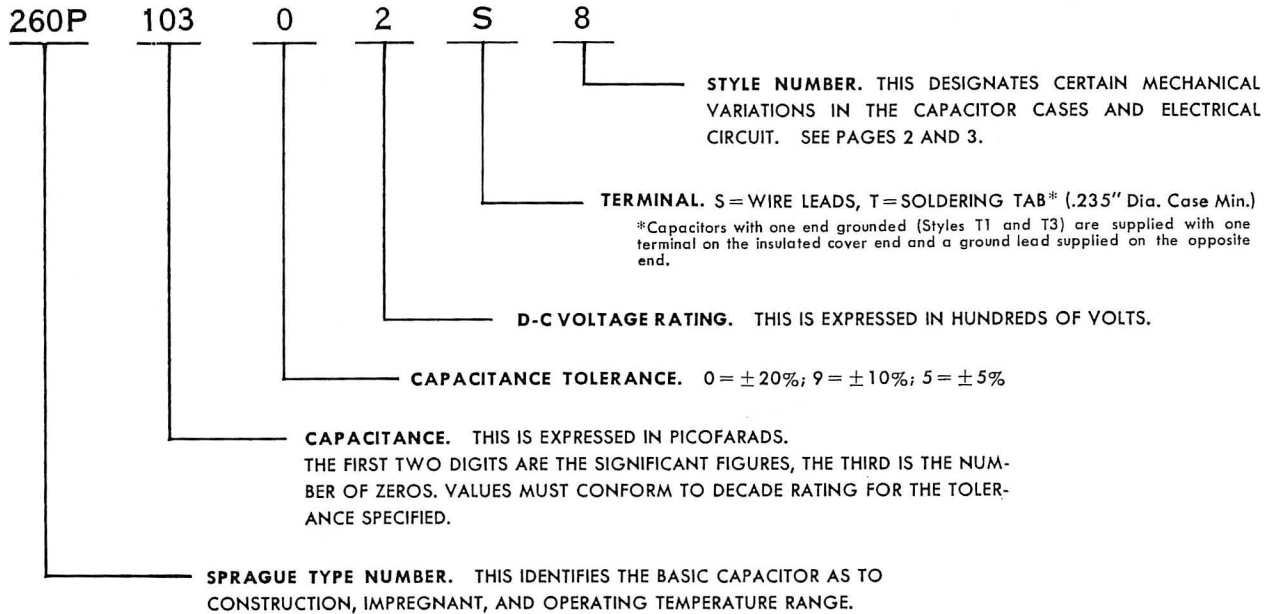 260P 103 0 2 S 8
STYLE NUMBER. THIS DESIGNATES CERTAIN MECHANICAL
VARIATIONS IN THE CAPACITOR CASES AND ELECTRICAL
CIRCUIT. SEE PAGES 2 AND 3.
TERMINAL. S=WIRE LEADS, T=SOLDERING TAB* (.235" Dia. Case Min.)
*Capacitors with one end grounded (Styles T1 and T3) are supplied with one
terminal on the insulated cover end and a ground lead supplied on the opposite
end.
D-C VOLTAGE RATING. THIS IS EXPRESSED IN HUNDREDS OF VOLTS.
CAPACITANCE TOLERANCE. 0=±20%; 9=±10%; 5=±5%
CAPACITANCE. THIS IS EXPRESSED IN PICOFARADS.
THE FIRST TWO DIGITS ARE THE SIGNIFICANT FIGURES, THE THIRD IS THE NUM-
BER OF ZEROS. VALUES MUST CONFORM TO DECADE RATING FOR THE TOLER-
ANCE SPECIFIED.
SPRAGUE TYPE NUMBER. THIS IDENTIFIES THE BASIC CAPACITOR AS TO
CONSTRUCTION, IMPREGNANT, AND OPERATING TEMPERATURE RANGE.